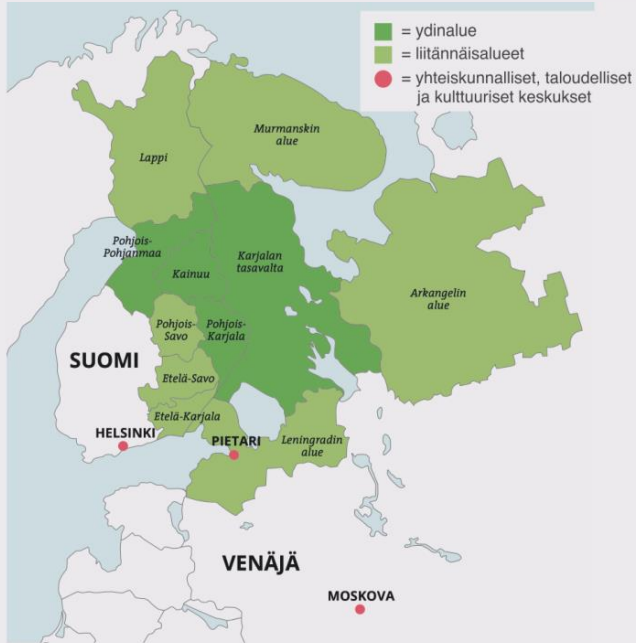 = ydinalue
= liitännäisalueet
= yhteiskunnalliset, taloudelliset
ja kulttuuriset keskukset
Murmanskin
alue
Lappi
Pohjois-
Pohjanmaa
Kainuu
Karjalan
tasavalta
Arkangelin
alue
Pohjois-
Savo
Pohjois-
Karjala
SUOMI
Etelä-Savo
Etelä-Karjala
HELSINKI
PIETARI
Leningradin
alue
VENÄJÄ
MOSKOVA